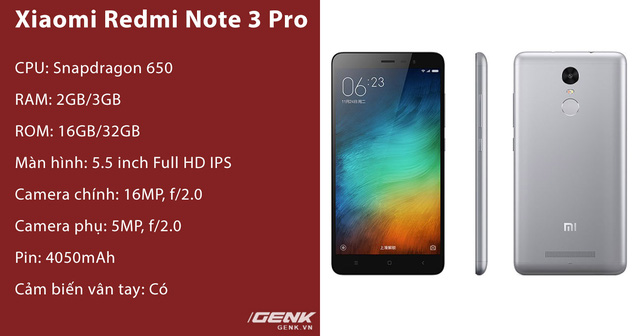 Xiaomi Redmi Note 3 Pro
CPU: Snapdragon 650
RAM: 2GB/3GB
ROM: 16GB/32GB
Màn hình: 5.5 inch Full HD IPS
Camera chính: 16MP, f/2.0
Camera phụ: 5MP, f/2.0
Pin: 4050mAh
Cảm biến vân tay: Có
GENK
GENK.VN
06:23
mi